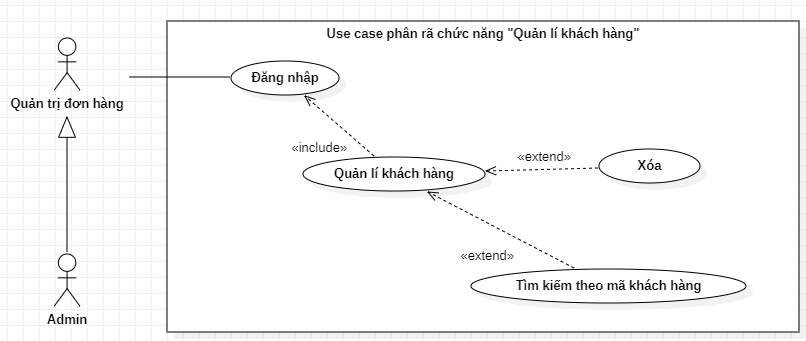 Use case phân rã chức năng "Quản lí khách hàng"
Đăng nhập
Quản trị đơn hàng
«include»
«extend»
Xóa
Quản lí khách hàng
«extend»
Tìm kiếm theo mã khách hàng
Admin